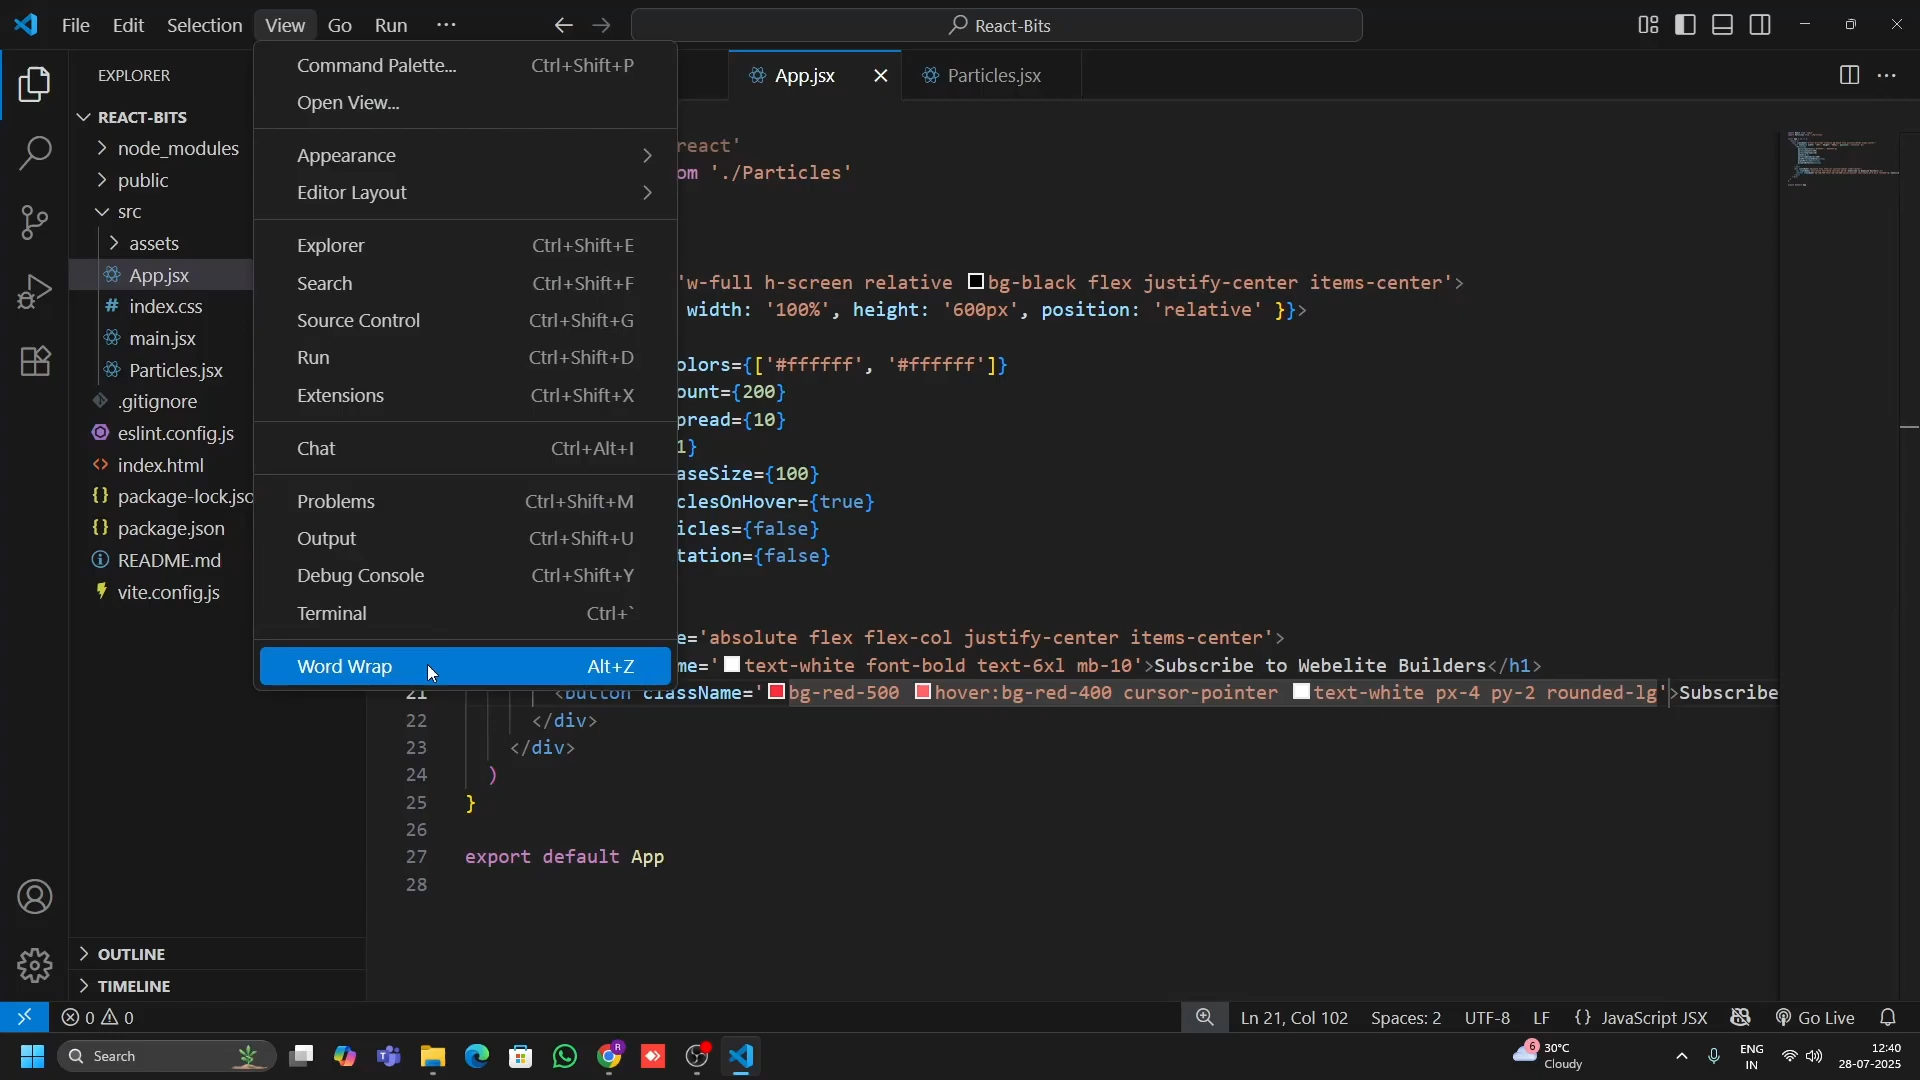 File Edit Selection View Go Run ··· React-Bits
EXPLORER
REACT-BITS
node_modules
public
src
assets
App.jsx
index.css
main.jsx
Particles.jsx
.gitignore
eslint.config.js
index.html
package-lock.jso
package.json
README.md
vite.config.js
OUTLINE
TIMELINE
Command Palette... Ctrl+Shift+P
Open View...
Appearance
Editor Layout
Explorer Ctrl+Shift+E
Search Ctrl+Shift+F
Source Control Ctrl+Shift+G
Run Ctrl+Shift+D
Extensions Ctrl+Shift+X
Chat Ctrl+Alt+I
Problems Ctrl+Shift+M
Output Ctrl+Shift+U
Debug Console Ctrl+Shift+Y
Terminal Ctrl+`
Word Wrap Alt+Z
App.jsx Particles.jsx
react'
om './Particles'
'w-full h-screen relative bg-black flex justify-center items-center'>
width: '100%', height: '600px', position: 'relative' }}>
olors={['#ffffff', '#ffffff']}
ount={200}
pread={10}
1}
aseSize={100}
clesOnHover={true}
icles={false}
tation={false}
e='absolute flex flex-col justify-center items-center'>
me='text-white font-bold text-6xl mb-10'>Subscribe to Webelite Builders</h1>
21 <button className='bg-red-500 hover:bg-red-400 cursor-pointer text-white px-4 py-2 rounded-lg'>Subscribe
22 </div>
23 </div>
24 )
25 }
26
27 export default App
28
0 0 Ln 21, Col 102 Spaces: 2 UTF-8 LF {} JavaScript JSX Go Live
Search 6 30°C ENG 12:40
Cloudy IN 28-07-2025